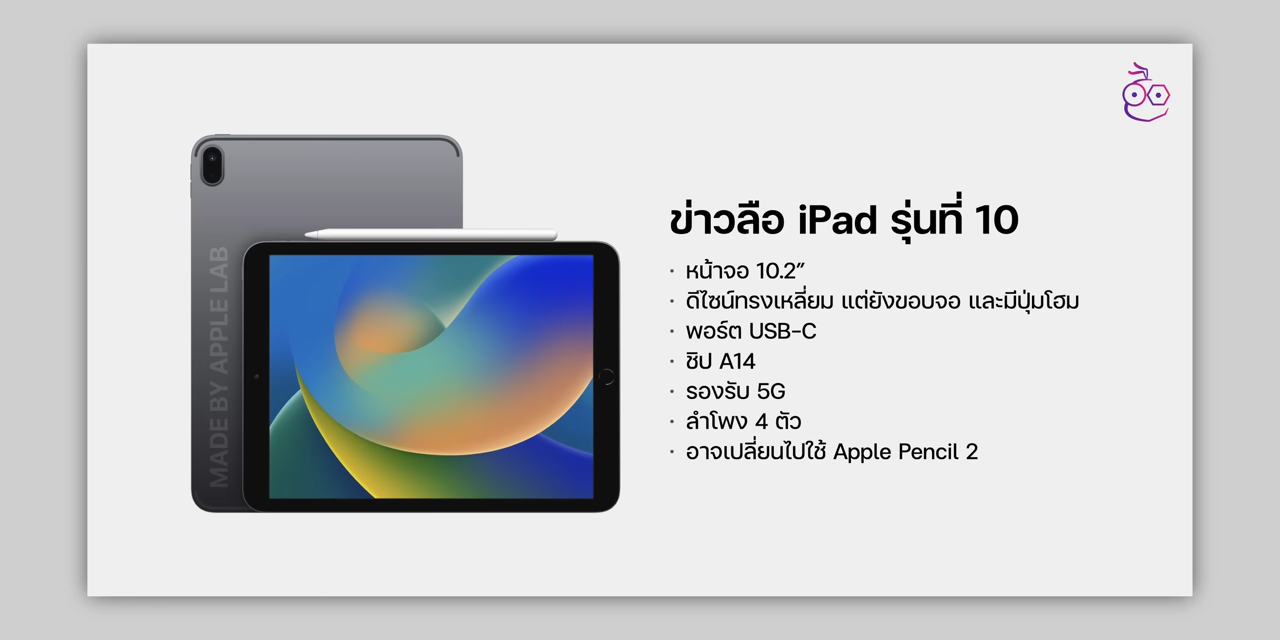 MADE BY APPLE LAB
ข่าวลือ iPad รุ่นที่ 10
· หน้าจอ 10.2”
· ดีไซน์ทรงเหลี่ยม แต่ยังขอบจอ และมีปุ่มโฮม
· พอร์ต USB-C
· ชิป A14
· รองรับ 5G
· ลำโพง 4 ตัว
· อาจเปลี่ยนไปใช้ Apple Pencil 2